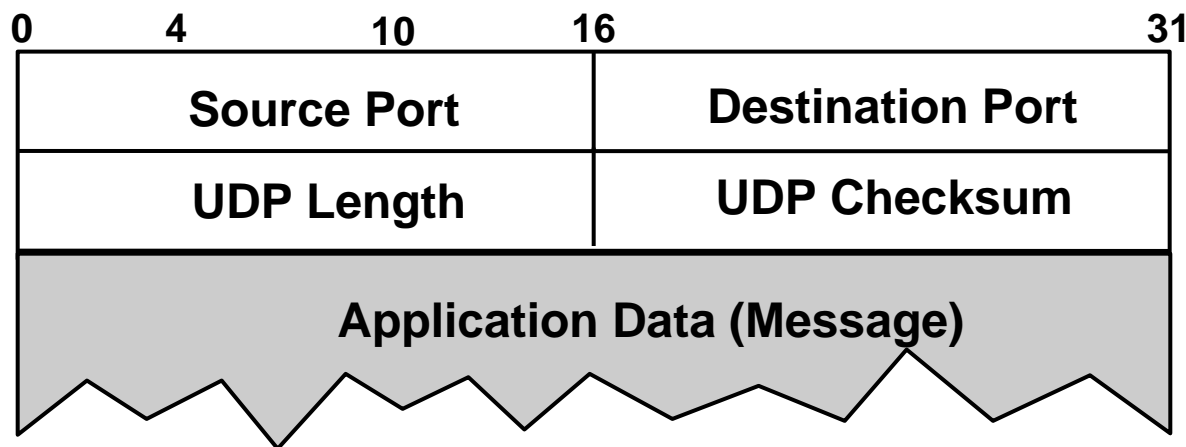 0 4 10 16 31
Source Port Destination Port
UDP Length UDP Checksum
Application Data (Message)